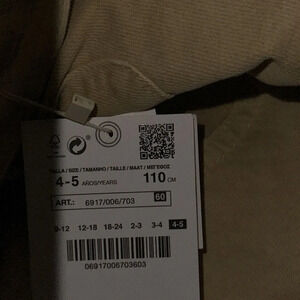 TALLA / SIZE / TAMANHO / TAILLE / MAAT / ΜΕΓΕΘΟΣ
4-5 AÑOS/YEARS 110 CM
ART.: 6917/006/703 60
9-12 12-18 18-24 2-3 3-4 4-5
06917006703603